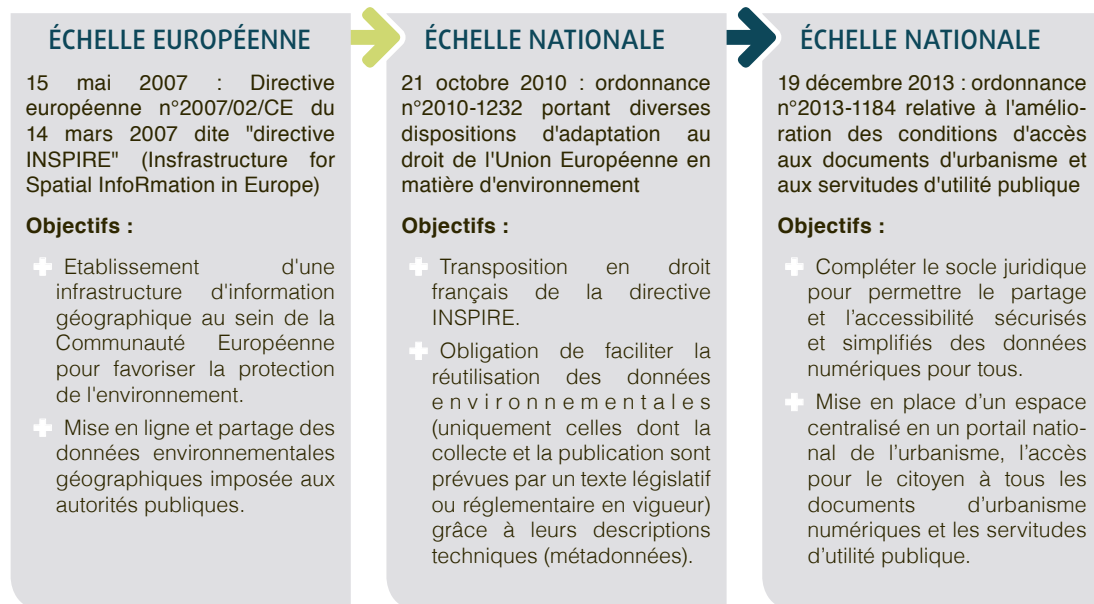 ÉCHELLE EUROPÉENNE
15 mai 2007 : Directive
européenne n°2007/02/CE du
14 mars 2007 dite "directive
INSPIRE" (Insfrastructure for
Spatial InfoRmation in Europe)
Objectifs :
Etablissement d'une
infrastructure d'information
géographique au sein de la
Communauté Européenne
pour favoriser la protection
de l'environnement.
Mise en ligne et partage des
données environnementales
géographiques imposée aux
autorités publiques.
ÉCHELLE NATIONALE
21 octobre 2010 : ordonnance
n°2010-1232 portant diverses
dispositions d'adaptation au
droit de l'Union Européenne en
matière d'environnement
Objectifs :
Transposition en droit
français de la directive
INSPIRE.
Obligation de faciliter la
réutilisation des données
environnementales
(uniquement celles dont la
collecte et la publication sont
prévues par un texte législatif
ou réglementaire en vigueur)
grâce à leurs descriptions
techniques (métadonnées).
ÉCHELLE NATIONALE
19 décembre 2013 : ordonnance
n°2013-1184 relative à l'amélio-
ration des conditions d'accès
aux documents d'urbanisme et
aux servitudes d'utilité publique
Objectifs :
Compléter le socle juridique
pour permettre le partage
et l’accessibilité sécurisés
et simplifiés des données
numériques pour tous.
Mise en place d’un espace
centralisé en un portail natio-
nal de l’urbanisme, l’accès
pour le citoyen à tous les
documents d’urbanisme
numériques et les servitudes
d’utilité publique.